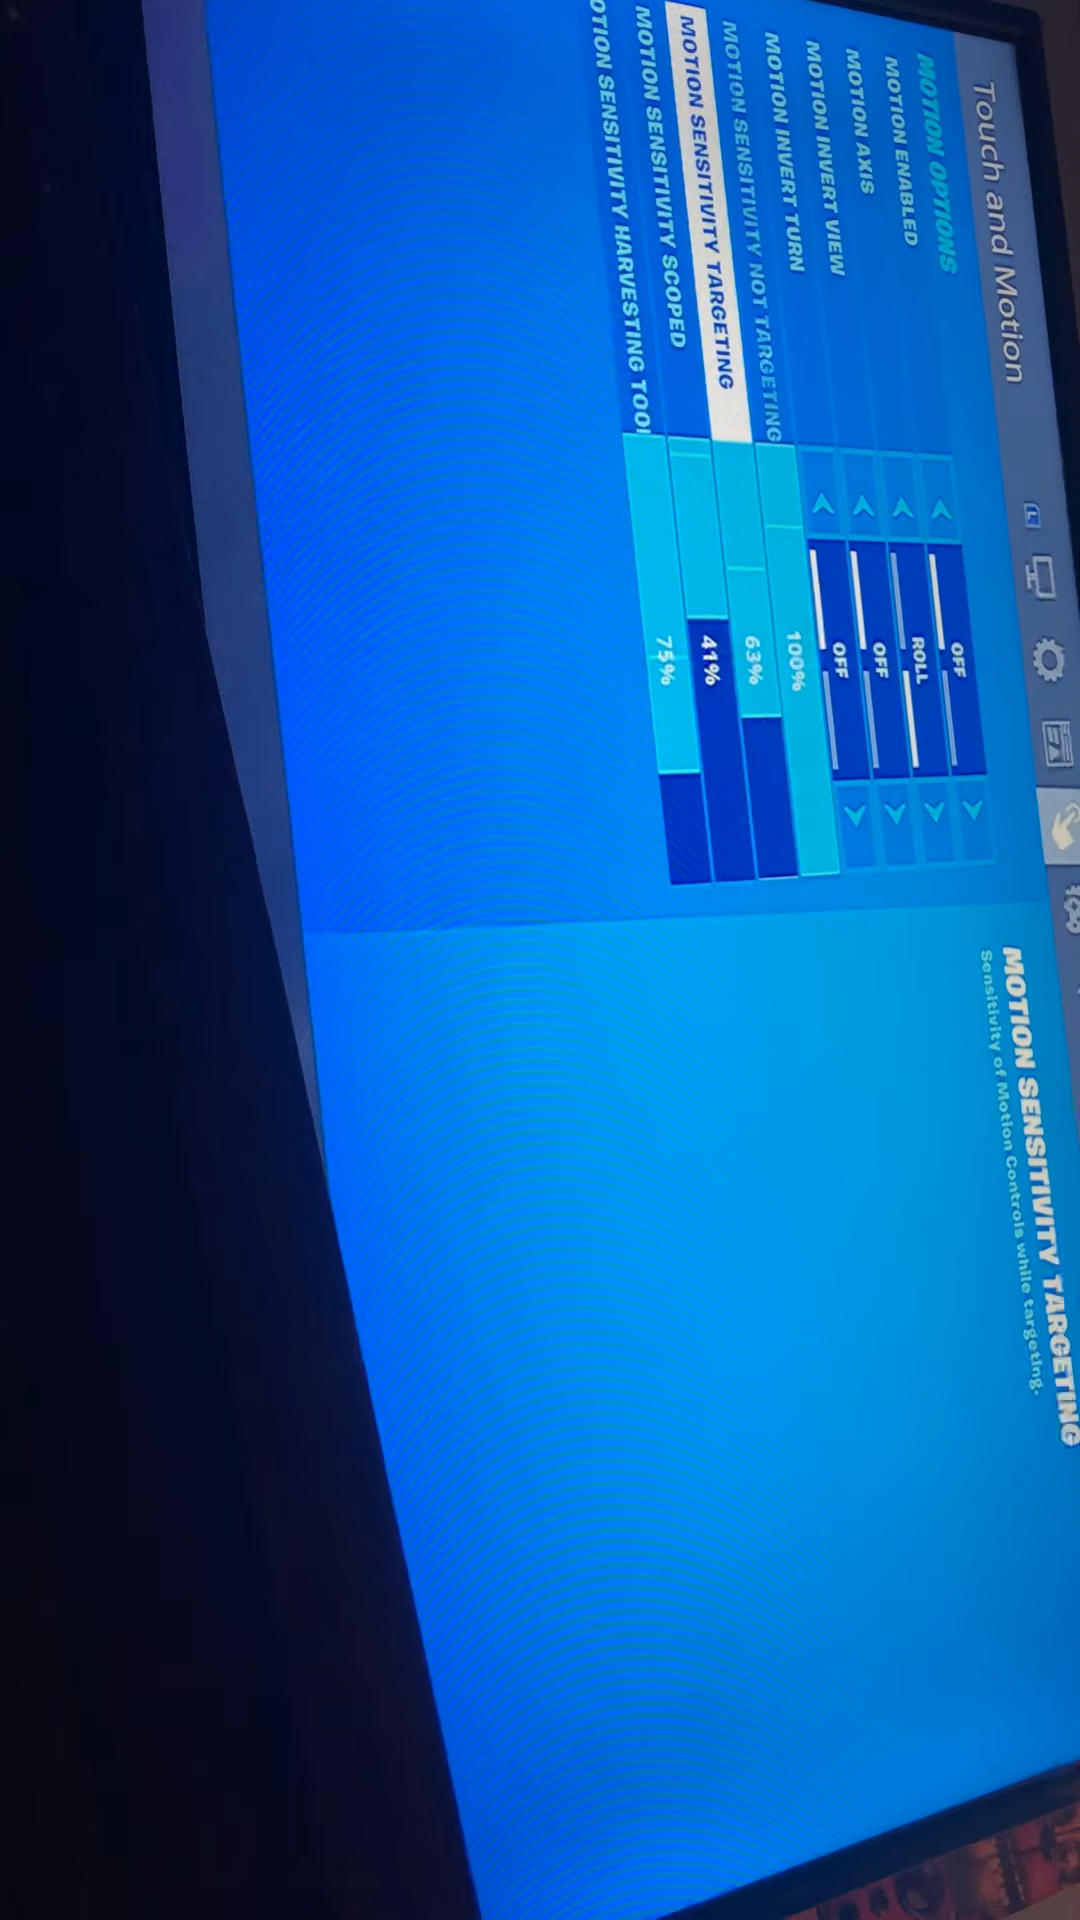 Touch and Motion
L
MOTION OPTIONS
MOTION ENABLED
OFF
MOTION AXIS
ROLL
MOTION INVERT VIEW
OFF
MOTION INVERT TURN
OFF
MOTION SENSITIVITY NOT TARGETING
100%
MOTION SENSITIVITY TARGETING
63%
MOTION SENSITIVITY SCOPED
41%
OTION SENSITIVITY HARVESTING TOOL
75%
MOTION SENSITIVITY TARGETING
Sensitivity of Motion Controls while targeting.